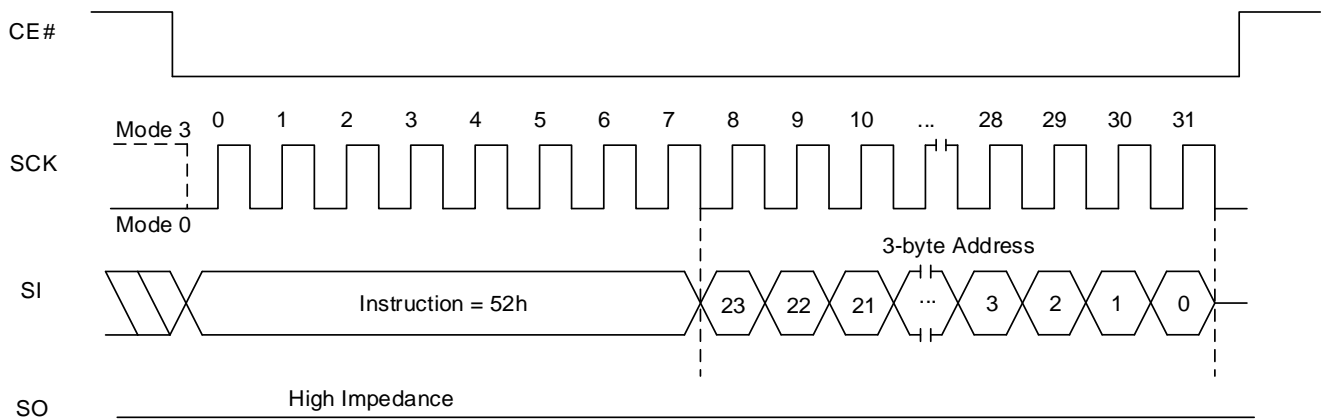 CE#
Mode 3
0 1 2 3 4 5 6 7 8 9 10 ... 28 29 30 31
SCK
Mode 0
3-byte Address
SI
Instruction = 52h
23 22 21 ... 3 2 1 0
High Impedance
SO